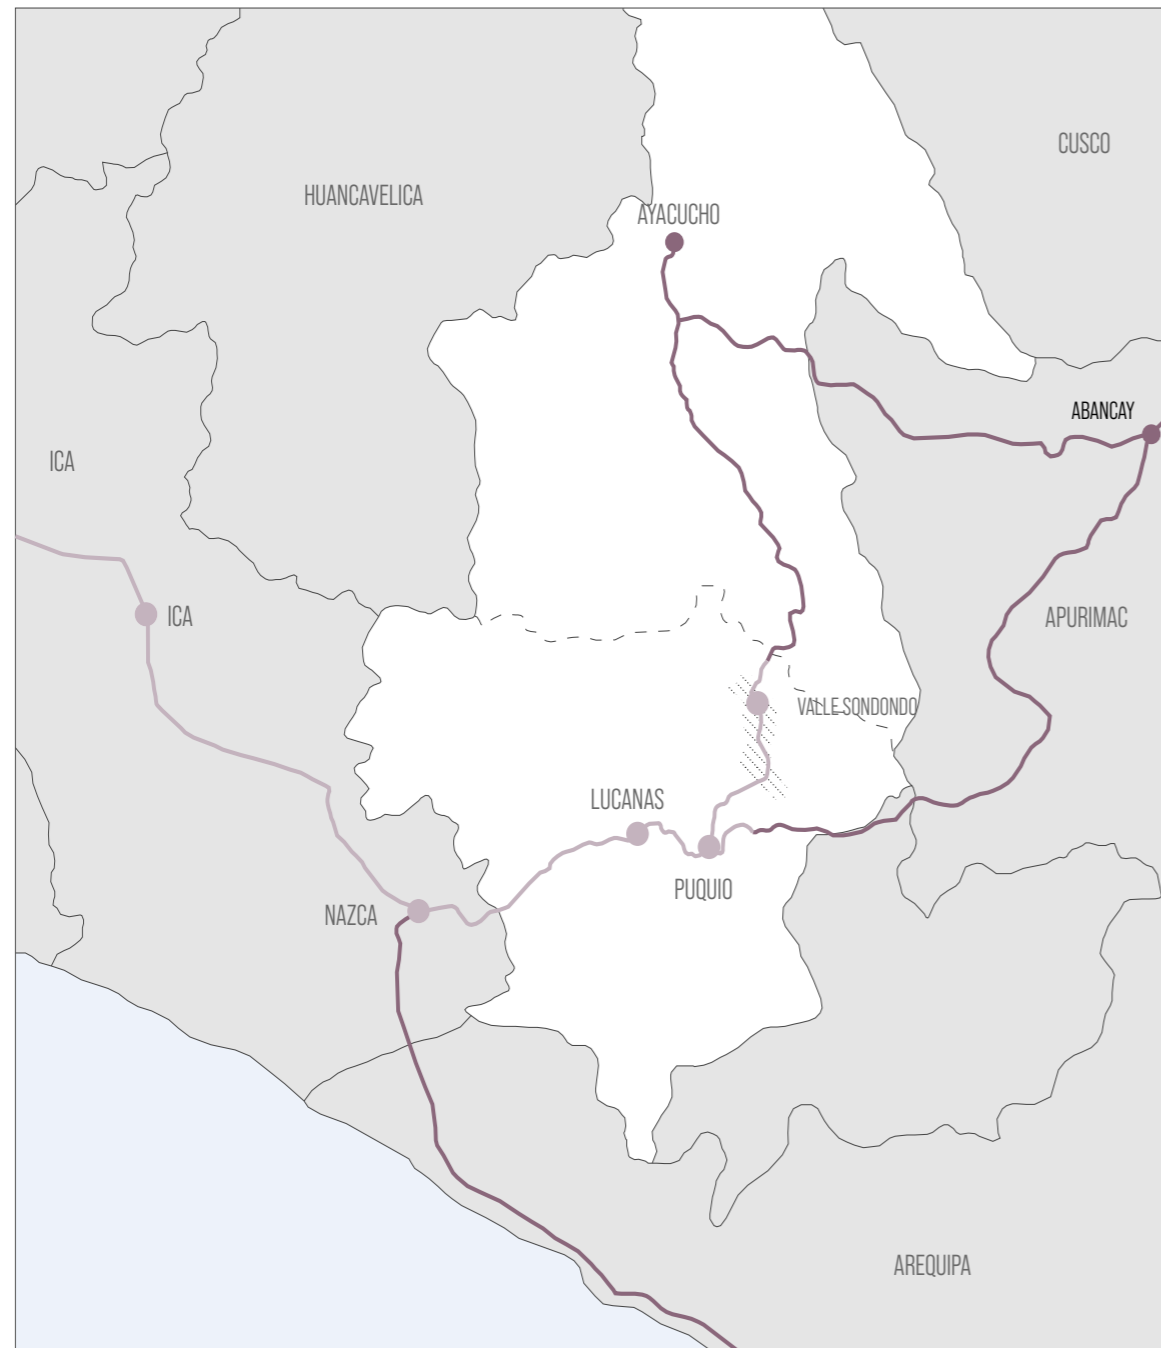 CUSCO
HUANCAVELICA
AYACUCHO
ABANCAY
ICA
ICA
APURIMAC
VALLE SONDONDO
LUCANAS
PUQUIO
NAZCA
AREQUIPA